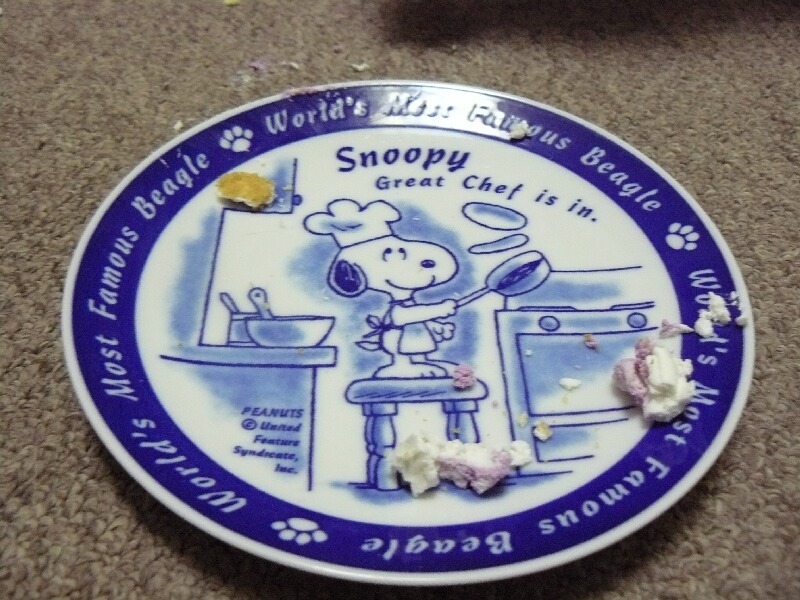 World's Most Famous Beagle
World's Most Famous Beagle
World's Most Famous Beagle
Snoopy
Great Chef is in.
PEANUTS
© United
Feature
Syndicate,
Inc.